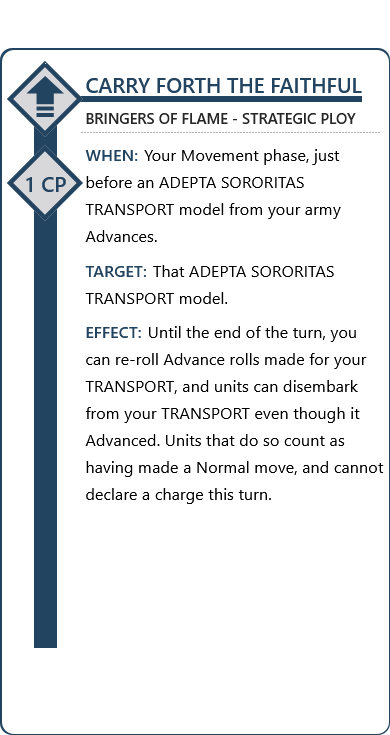 CARRY FORTH THE FAITHFUL
BRINGERS OF FLAME - STRATEGIC PLOY
WHEN: Your Movement phase, just
before an ADEPTA SORORITAS
TRANSPORT model from your army
Advances.
1 CP
TARGET: That ADEPTA SORORITAS
TRANSPORT model.
EFFECT: Until the end of the turn, you
can re-roll Advance rolls made for your
TRANSPORT, and units can disembark
from your TRANSPORT even though it
Advanced. Units that do so count as
having made a Normal move, and cannot
declare a charge this turn.